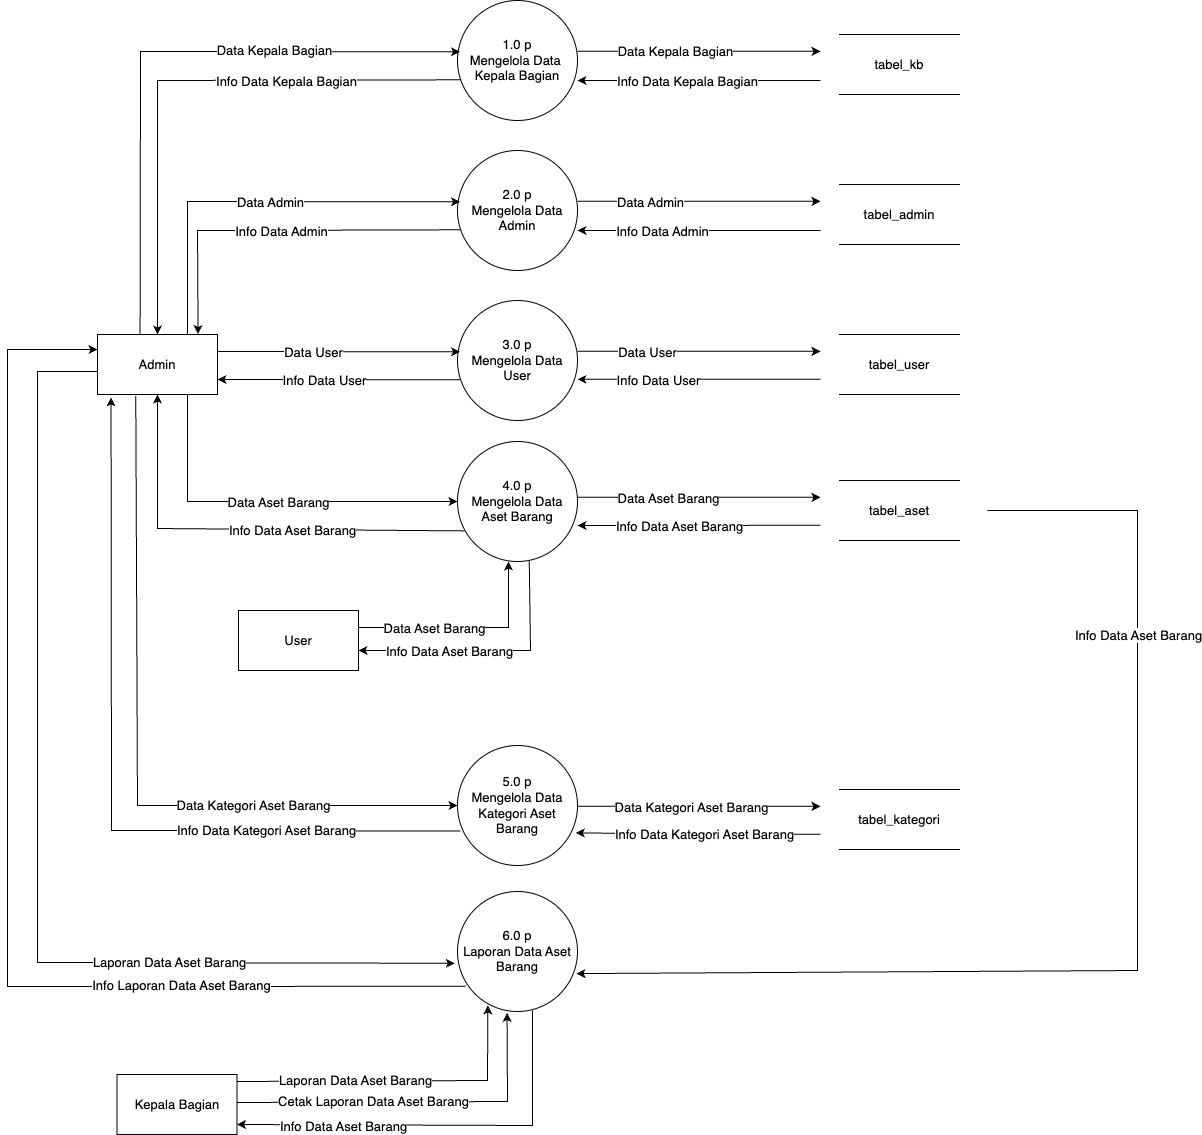 1.0 p
Mengelola Data
Kepala Bagian
Data Kepala Bagian
Data Kepala Bagian
tabel_kb
Info Data Kepala Bagian
Info Data Kepala Bagian
2.0 p
Mengelola Data
Admin
Data Admin
Data Admin
tabel_admin
Info Data Admin
Info Data Admin
3.0 p
Mengelola Data
User
Admin
Data User
Data User
tabel_user
Info Data User
Info Data User
4.0 p
Mengelola Data
Aset Barang
Data Aset Barang
Data Aset Barang
tabel_aset
Info Data Aset Barang
Info Data Aset Barang
User
Data Aset Barang
Info Data Aset Barang
Info Data Aset Barang
5.0 p
Mengelola Data
Kategori Aset
Barang
Data Kategori Aset Barang
Data Kategori Aset Barang
tabel_kategori
Info Data Kategori Aset Barang
Info Data Kategori Aset Barang
6.0 p
Laporan Data Aset
Barang
Laporan Data Aset Barang
Info Laporan Data Aset Barang
Kepala Bagian
Laporan Data Aset Barang
Cetak Laporan Data Aset Barang
Info Data Aset Barang